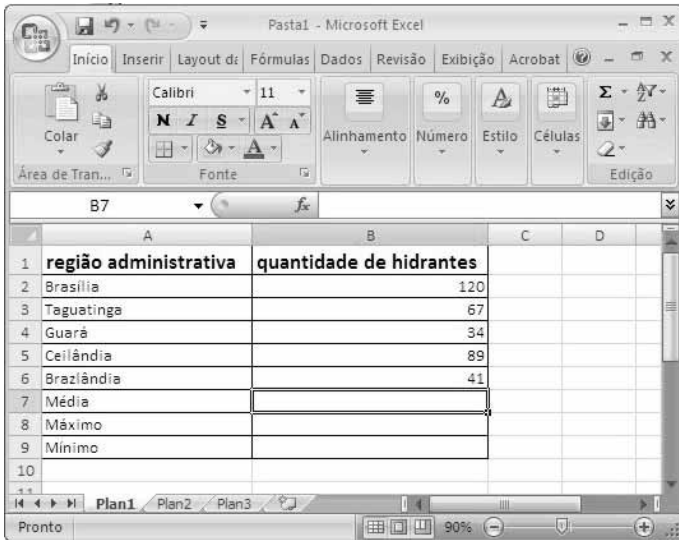 Pasta1 - Microsoft Excel
Início Inserir Layout da Fórmulas Dados Revisão Exibição Acrobat
Colar
Calibri 11
N I S A A
A
Alinhamento
%
Número
A
Estilo
Células
Σ
Área de Tran... Fonte Edição
B7 fx
A B C D
1 região administrativa quantidade de hidrantes
2 Brasília 120
3 Taguatinga 67
4 Guará 34
5 Ceilândia 89
6 Brazlândia 41
7 Média
8 Máximo
9 Mínimo
10
Plan1 Plan2 Plan3
Pronto 90%